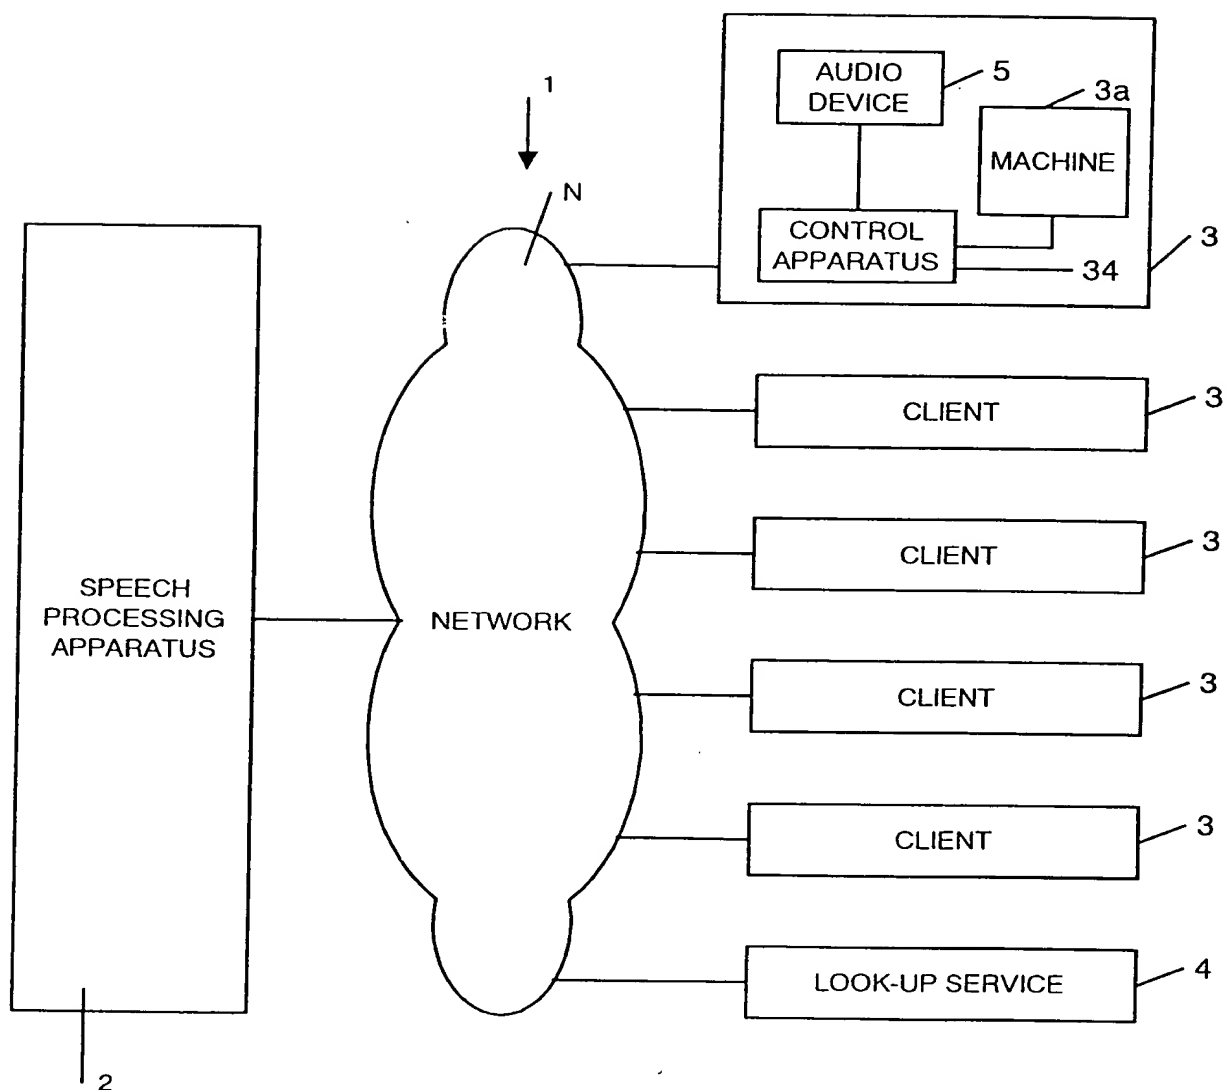 1
N
AUDIO
DEVICE
5
3a
MACHINE
CONTROL
APPARATUS
34
3
CLIENT
3
CLIENT
3
SPEECH
PROCESSING
APPARATUS
NETWORK
CLIENT
3
CLIENT
3
LOOK-UP SERVICE
4
2